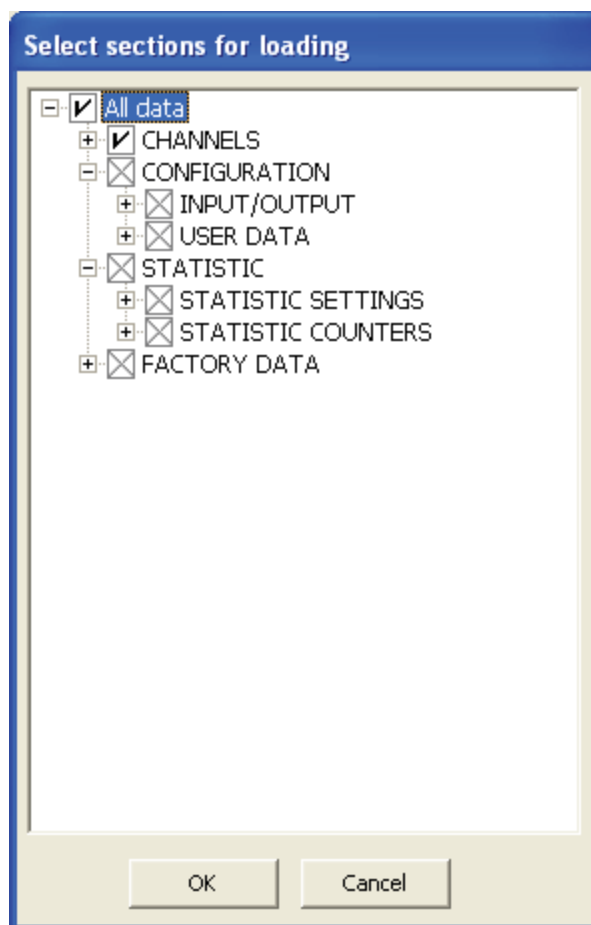 Select sections for loading
All data
CHANNELS
CONFIGURATION
INPUT/OUTPUT
USER DATA
STATISTIC
STATISTIC SETTINGS
STATISTIC COUNTERS
FACTORY DATA
OK Cancel